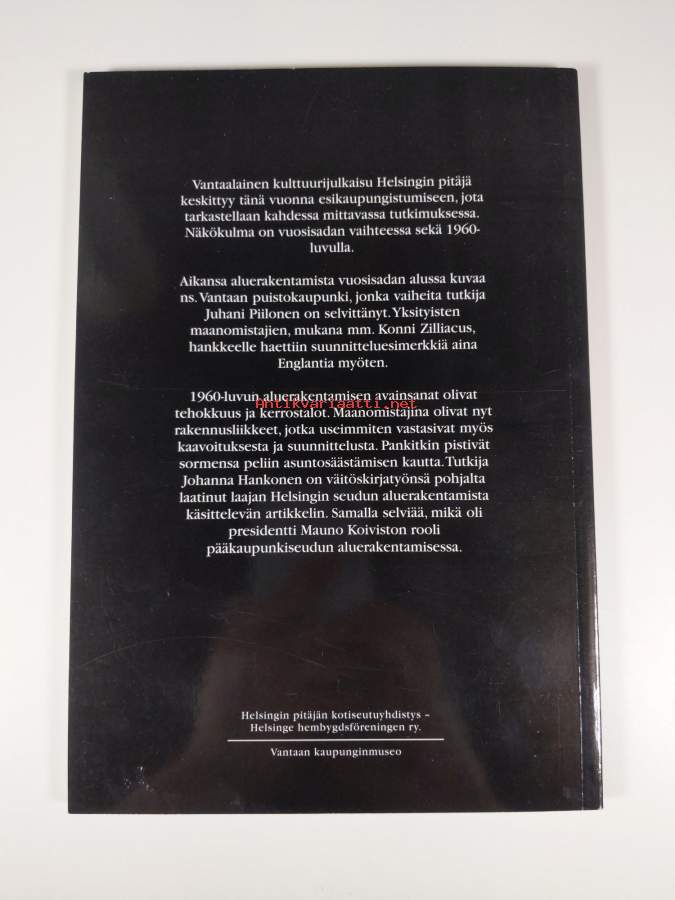 Vantaalainen kulttuurijulkaisu Helsingin pitäjä
keskittyy tänä vuonna esikaupungistumiseen, jota
tarkastellaan kahdessa mittavassa tutkimuksessa.
Näkökulma on vuosisadan vaihteessa sekä 1960-
luvulla.
Aikansa aluerakentamista vuosisadan alussa kuvaa
ns. Vantaan puistokaupunki, jonka vaiheita tutkija
Juhani Piilonen on selvittänyt. Yksityisten
maanomistajien, mukana mm. Konni Zilliacus,
hankkeelle haettiin suunnitteluesimerkkiä aina
Englantia myöten.
1960-luvun aluerakentamisen avainsanat olivat
Antikvariaatti.net
tehokkuus ja kerrostalot. Maanomistajina olivat nyt
rakennusliikkeet, jotka useimmiten vastasivat myös
kaavoituksesta ja suunnittelusta. Pankitkin pistivät
sormensa peliin asuntosäästämisen kautta. Tutkija
Johanna Hankonen on väitöskirjatyönsä pohjalta
laatinut laajan Helsingin seudun aluerakentamista
käsittelevän artikkelin. Samalla selviää, mikä oli
presidentti Mauno Koiviston rooli
pääkaupunkiseudun aluerakentamisessa.
Helsingin pitäjän kotiseutuyhdistys –
Helsinge hembygdsföreningen ry.
Vantaan kaupunginmuseo